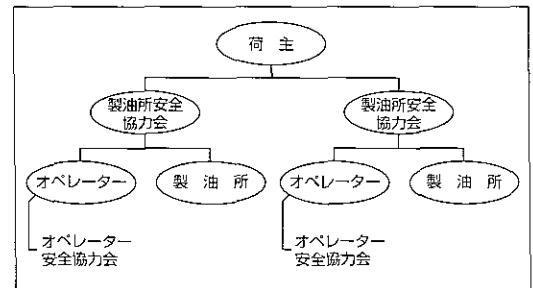 荷主
製油所安全
協力会
製油所安全
協力会
オペレーター
製油所
オペレーター
製油所
オペレーター
安全協力会
オペレーター
安全協力会